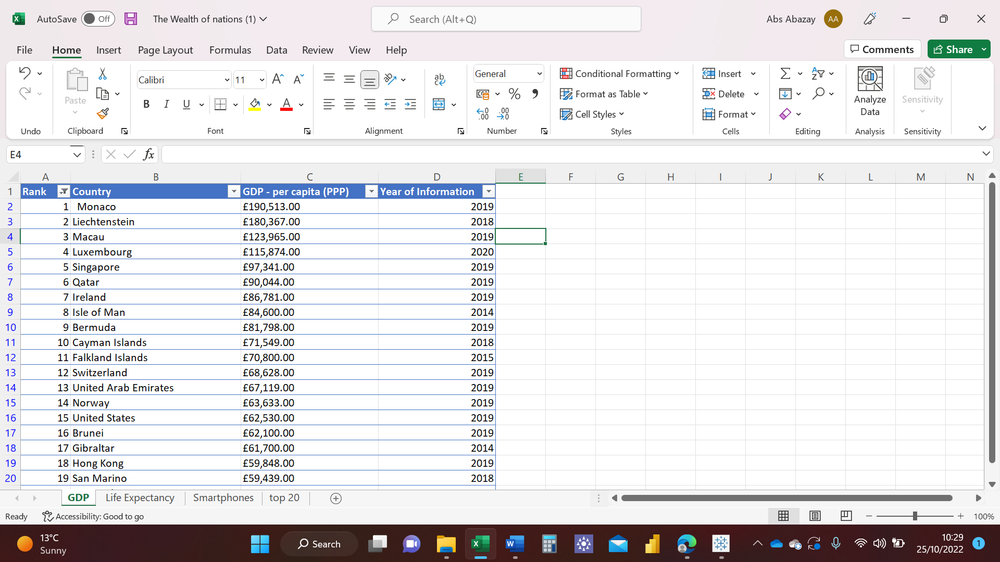 AutoSave Off The Wealth of nations (1) Search (Alt+Q) Abs Abazay AA
File Home Insert Page Layout Formulas Data Review View Help Comments Share
Calibri 11 General Conditional Formatting Insert
Paste B I U ab % Format as Table Delete Analyze Data Sensitivity
Cell Styles Format
Undo Clipboard Font Alignment Number Styles Cells Editing Analysis Sensitivity
E4 fx
A B C D E F G H I J K L M N
1 Rank Country GDP - per capita (PPP) Year of Information
2 1 Monaco £190,513.00 2019
3 2 Liechtenstein £180,367.00 2018
4 3 Macau £123,965.00 2019
5 4 Luxembourg £115,874.00 2020
6 5 Singapore £97,341.00 2019
7 6 Qatar £90,044.00 2019
8 7 Ireland £86,781.00 2019
9 8 Isle of Man £84,600.00 2014
10 9 Bermuda £81,798.00 2019
11 10 Cayman Islands £71,549.00 2018
12 11 Falkland Islands £70,800.00 2015
13 12 Switzerland £68,628.00 2019
14 13 United Arab Emirates £67,119.00 2019
15 14 Norway £63,633.00 2019
16 15 United States £62,530.00 2019
17 16 Brunei £62,100.00 2019
18 17 Gibraltar £61,700.00 2014
19 18 Hong Kong £59,848.00 2019
20 19 San Marino £59,439.00 2018
GDP Life Expectancy Smartphones top 20
Ready Accessibility: Good to go 100%
13°C Search 10:29
Sunny 25/10/2022 1